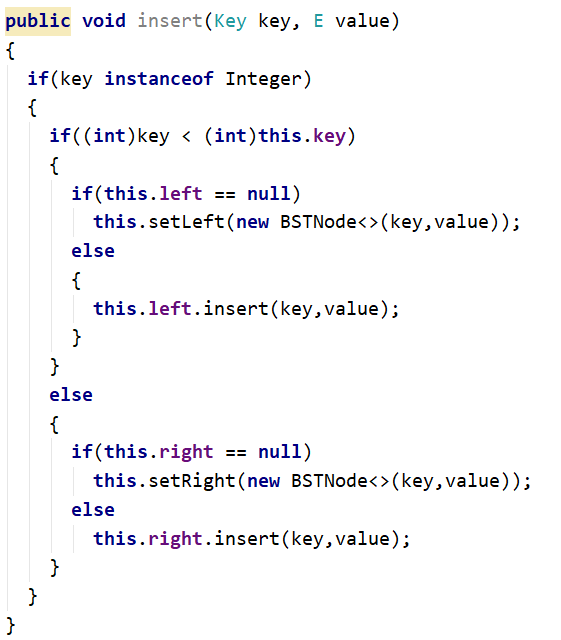 public void insert(Key key, E value)
{
  if(key instanceof Integer)
  {
    if((int)key < (int)this.key)
    {
      if(this.left == null)
        this.setLeft(new BSTNode<>(key,value));
      else
      {
        this.left.insert(key,value);
      }
    }
    else
    {
      if(this.right == null)
        this.setRight(new BSTNode<>(key,value));
      else
        this.right.insert(key,value);
    }
  }
}